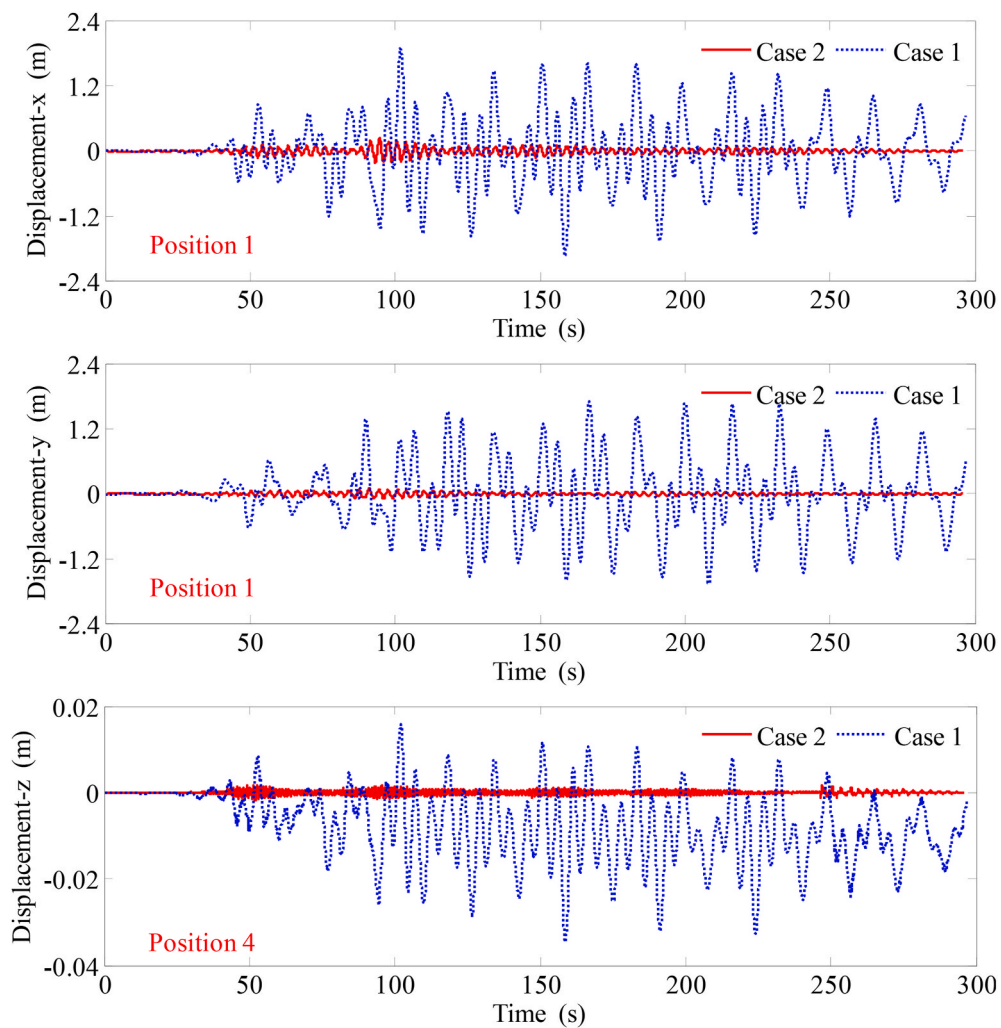 2.4
Case 2 Case 1
1.2
0
-1.2
Position 1
-2.4
Displacement-x (m)
0 50 100 150 200 250 300
Time (s)
2.4
Case 2 Case 1
1.2
0
-1.2
Position 1
-2.4
Displacement-y (m)
0 50 100 150 200 250 300
Time (s)
0.02
Case 2 Case 1
0
-0.02
Position 4
-0.04
Displacement-z (m)
0 50 100 150 200 250 300
Time (s)